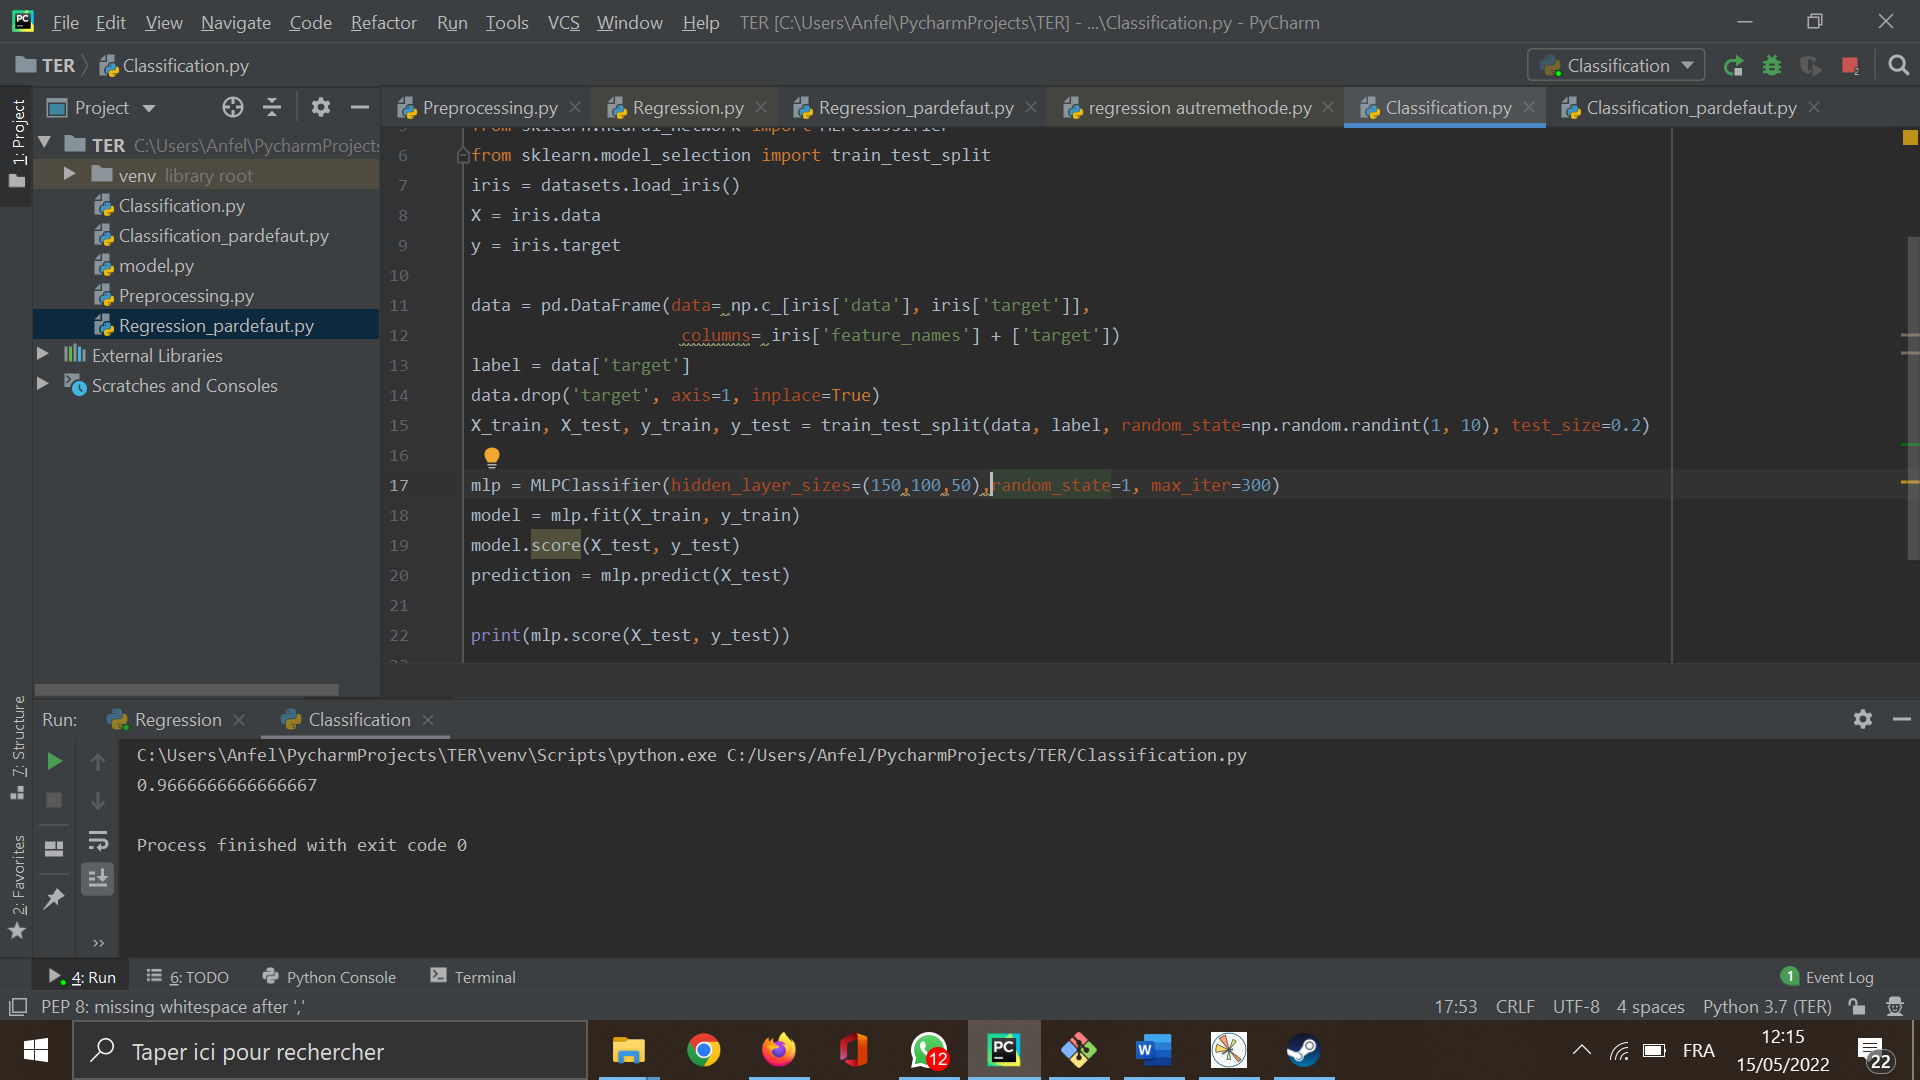 File Edit View Navigate Code Refactor Run Tools VCS Window Help TER [C:\Users\Anfel\PycharmProjects\TER] - ...\Classification.py - PyCharm
TER Classification.py Classification
Project Preprocessing.py Regression.py Regression_pardefaut.py regression autremethode.py Classification.py Classification_pardefaut.py
1: Project
TER C:\Users\Anfel\PycharmProjects
venv library root
Classification.py
Classification_pardefaut.py
model.py
Preprocessing.py
Regression_pardefaut.py
External Libraries
Scratches and Consoles
6 from sklearn.model_selection import train_test_split
7 iris = datasets.load_iris()
8 X = iris.data
9 y = iris.target
10
11 data = pd.DataFrame(data= np.c_[iris['data'], iris['target']],
12 columns= iris['feature_names'] + ['target'])
13 label = data['target']
14 data.drop('target', axis=1, inplace=True)
15 X_train, X_test, y_train, y_test = train_test_split(data, label, random_state=np.random.randint(1, 10), test_size=0.2)
16
17 mlp = MLPClassifier(hidden_layer_sizes=(150,100,50),random_state=1, max_iter=300)
18 model = mlp.fit(X_train, y_train)
19 model.score(X_test, y_test)
20 prediction = mlp.predict(X_test)
21
22 print(mlp.score(X_test, y_test))
7: Structure
2: Favorites
Run: Regression Classification
C:\Users\Anfel\PycharmProjects\TER\venv\Scripts\python.exe C:/Users/Anfel/PycharmProjects/TER/Classification.py
0.9666666666666667
Process finished with exit code 0
4: Run 6: TODO Python Console Terminal 1 Event Log
PEP 8: missing whitespace after ',' 17:53 CRLF UTF-8 4 spaces Python 3.7 (TER)
Taper ici pour rechercher 12 FRA 12:15
15/05/2022 22